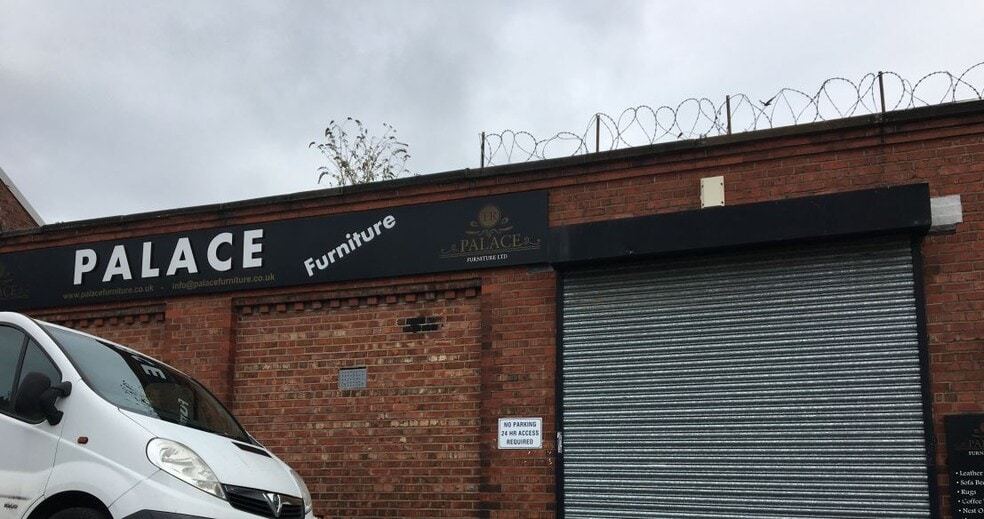 PALACE
Furniture
www.palacefurniture.co.uk - info@palacefurniture.co.uk
PALACE
FURNITURE LTD
NO PARKING
24 HR ACCESS
REQUIRED
• Leather
• Sofa Be
• Rugs
• Coffee
• Nest O